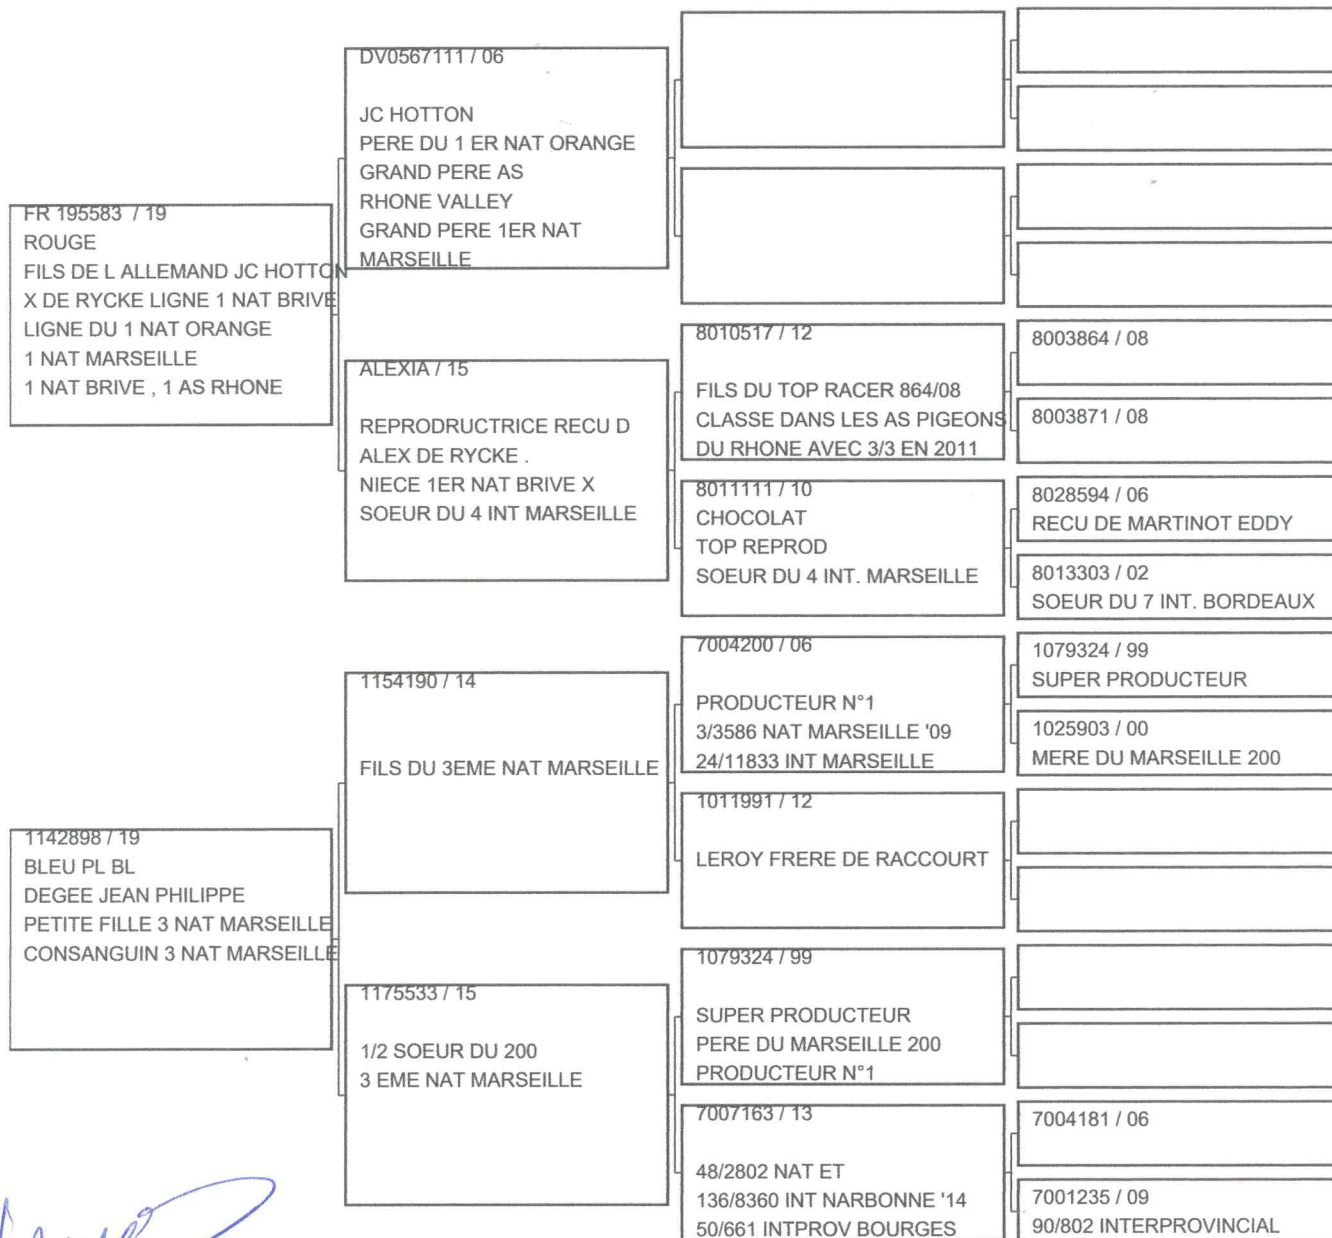 FR 195583 / 19
ROUGE
FILS DE L ALLEMAND JC HOTTON
X DE RYCKE LIGNE 1 NAT BRIVE
LIGNE DU 1 NAT ORANGE
1 NAT MARSEILLE
1 NAT BRIVE , 1 AS RHONE
1142898 / 19
BLEU PL BL
DEGEE JEAN PHILIPPE
PETITE FILLE 3 NAT MARSEILLE
CONSANGUIN 3 NAT MARSEILLE
DV0567111 / 06
JC HOTTON
PERE DU 1 ER NAT ORANGE
GRAND PERE AS
RHONE VALLEY
GRAND PERE 1ER NAT
MARSEILLE
ALEXIA / 15
REPRODRUCTRICE RECU D
ALEX DE RYCKE .
NIECE 1ER NAT BRIVE X
SOEUR DU 4 INT MARSEILLE
1154190 / 14
FILS DU 3EME NAT MARSEILLE
1175533 / 15
1/2 SOEUR DU 200
3 EME NAT MARSEILLE
8010517 / 12
FILS DU TOP RACER 864/08
CLASSE DANS LES AS PIGEONS
DU RHONE AVEC 3/3 EN 2011
8011111 / 10
CHOCOLAT
TOP REPROD
SOEUR DU 4 INT. MARSEILLE
7004200 / 06
PRODUCTEUR N°1
3/3586 NAT MARSEILLE '09
24/11833 INT MARSEILLE
1011991 / 12
LEROY FRERE DE RACCOURT
1079324 / 99
SUPER PRODUCTEUR
PERE DU MARSEILLE 200
PRODUCTEUR N°1
7007163 / 13
48/2802 NAT ET
136/8360 INT NARBONNE '14
50/661 INTPROV BOURGES
8003864 / 08
8003871 / 08
8028594 / 06
RECU DE MARTINOT EDDY
8013303 / 02
SOEUR DU 7 INT. BORDEAUX
1079324 / 99
SUPER PRODUCTEUR
1025903 / 00
MERE DU MARSEILLE 200
7004181 / 06
7001235 / 09
90/802 INTERPROVINCIAL